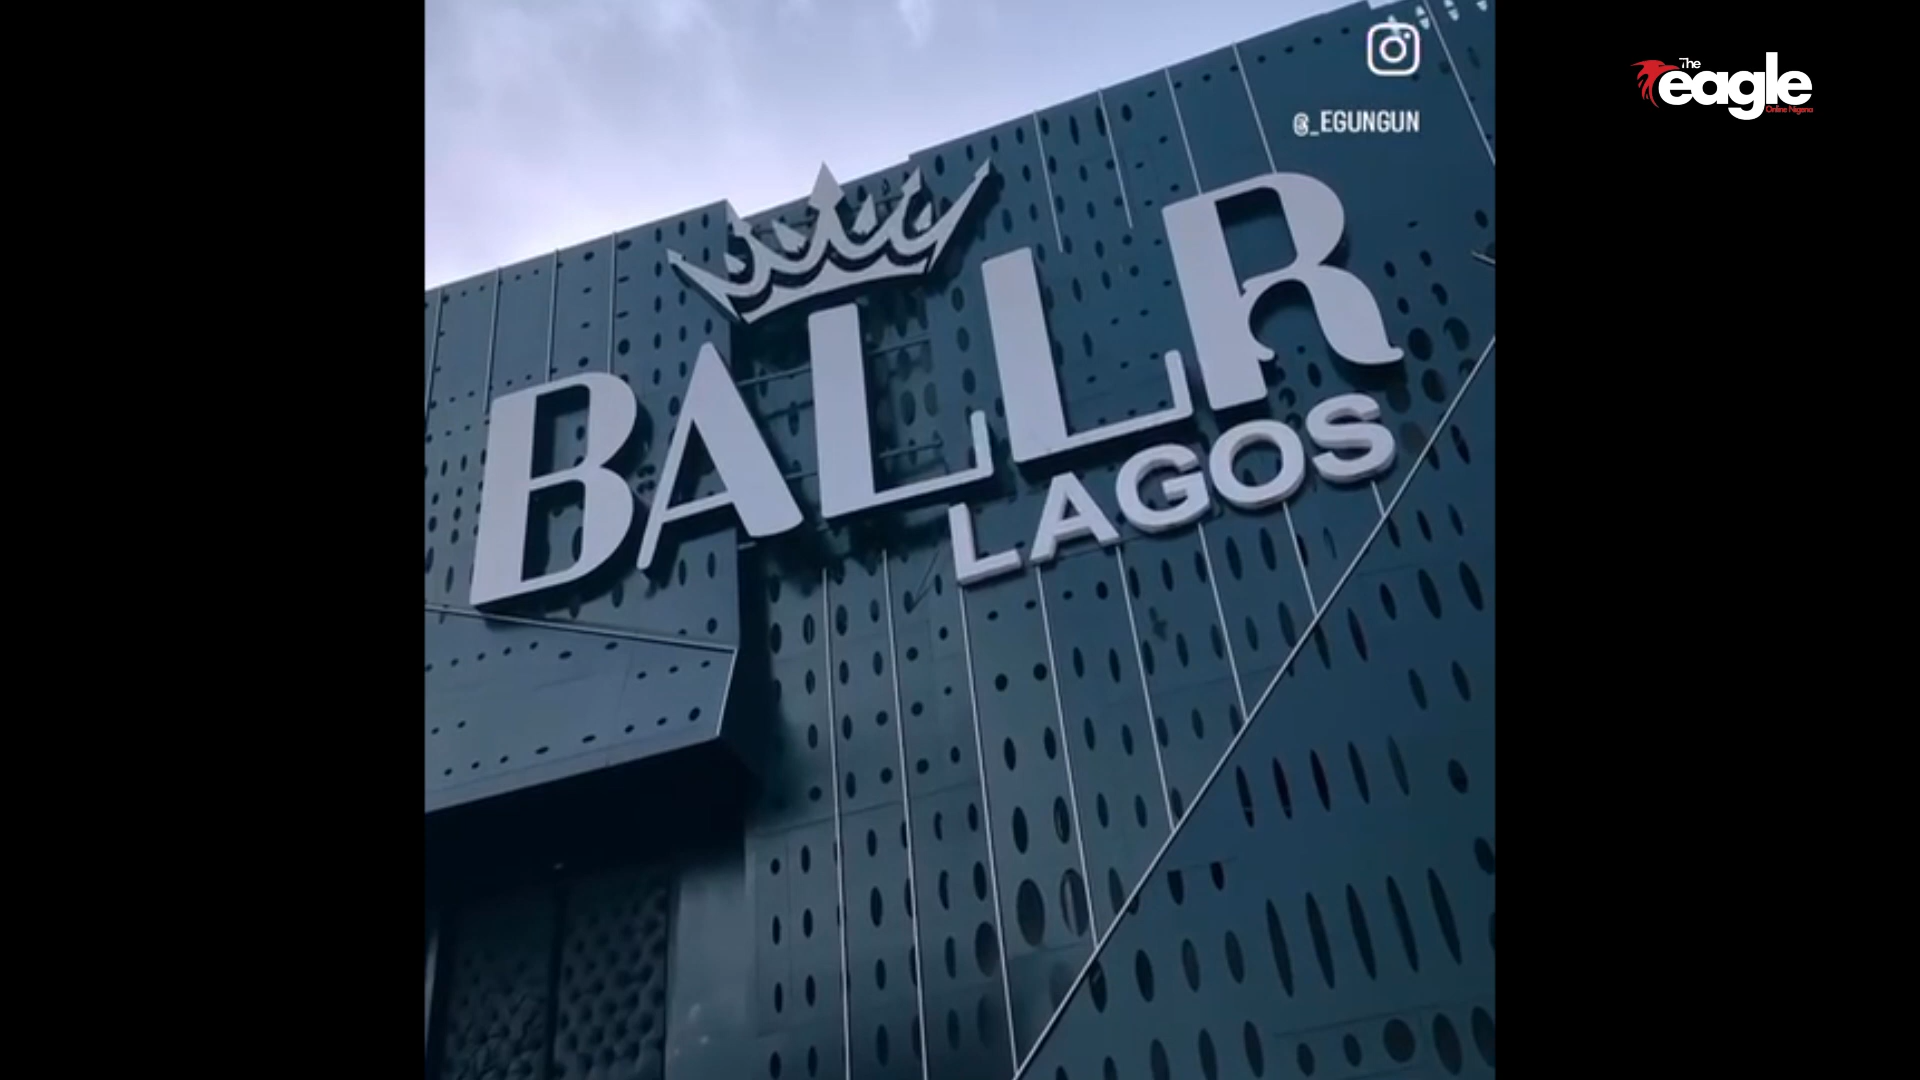 The
eagle
Online Nigeria
@_EGUNGUN
BALLR
LAGOS